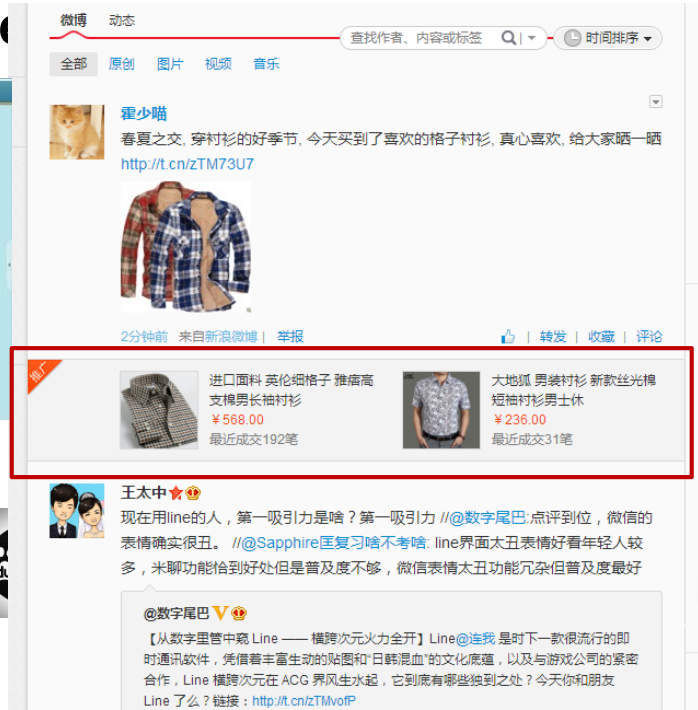 微博 动态
查找作者、内容或标签
时间排序
全部 原创 图片 视频 音乐
霍少喵
春夏之交, 穿衬衫的好季节, 今天买到了喜欢的格子衬衫, 真心喜欢, 给大家晒一晒
http://t.cn/zTM73U7
2分钟前 来自新浪微博 | 举报
| 转发 | 收藏 | 评论
推广
进口面料 英伦细格子 雅痞高
支棉男长袖衬衫
￥568.00
最近成交192笔
大地狐 男装衬衫 新款丝光棉
短袖衬衫男士休
￥236.00
最近成交31笔
王太中
现在用line的人，第一吸引力是啥？第一吸引力 //@数字尾巴:点评到位，微信的
表情确实很丑。 //@Sapphire匡复习啥不考啥: line界面太丑表情好看年轻人较
多，米聊功能恰到好处但是普及度不够，微信表情太丑功能冗杂但普及度最好
@数字尾巴
【从数字里管中窥 Line —— 横跨次元火力全开】Line@连我 是时下一款很流行的即
时通讯软件，凭借着丰富生动的贴图和“日韩混血”的文化底蕴，以及与游戏公司的紧密
合作，Line 横跨次元在 ACG 界风生水起，它到底有哪些独到之处？今天你和朋友
Line 了么？链接：http://t.cn/zTMvofP